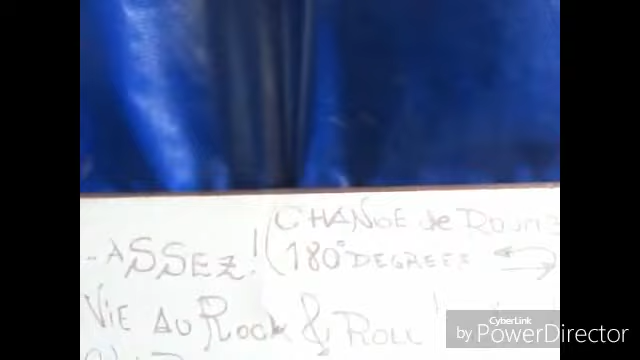 (CHANGE de ROUTE
- ASSEZ! 180° DEGREES
VIE AU ROCK & ROLL!
CyberLink
by PowerDirector